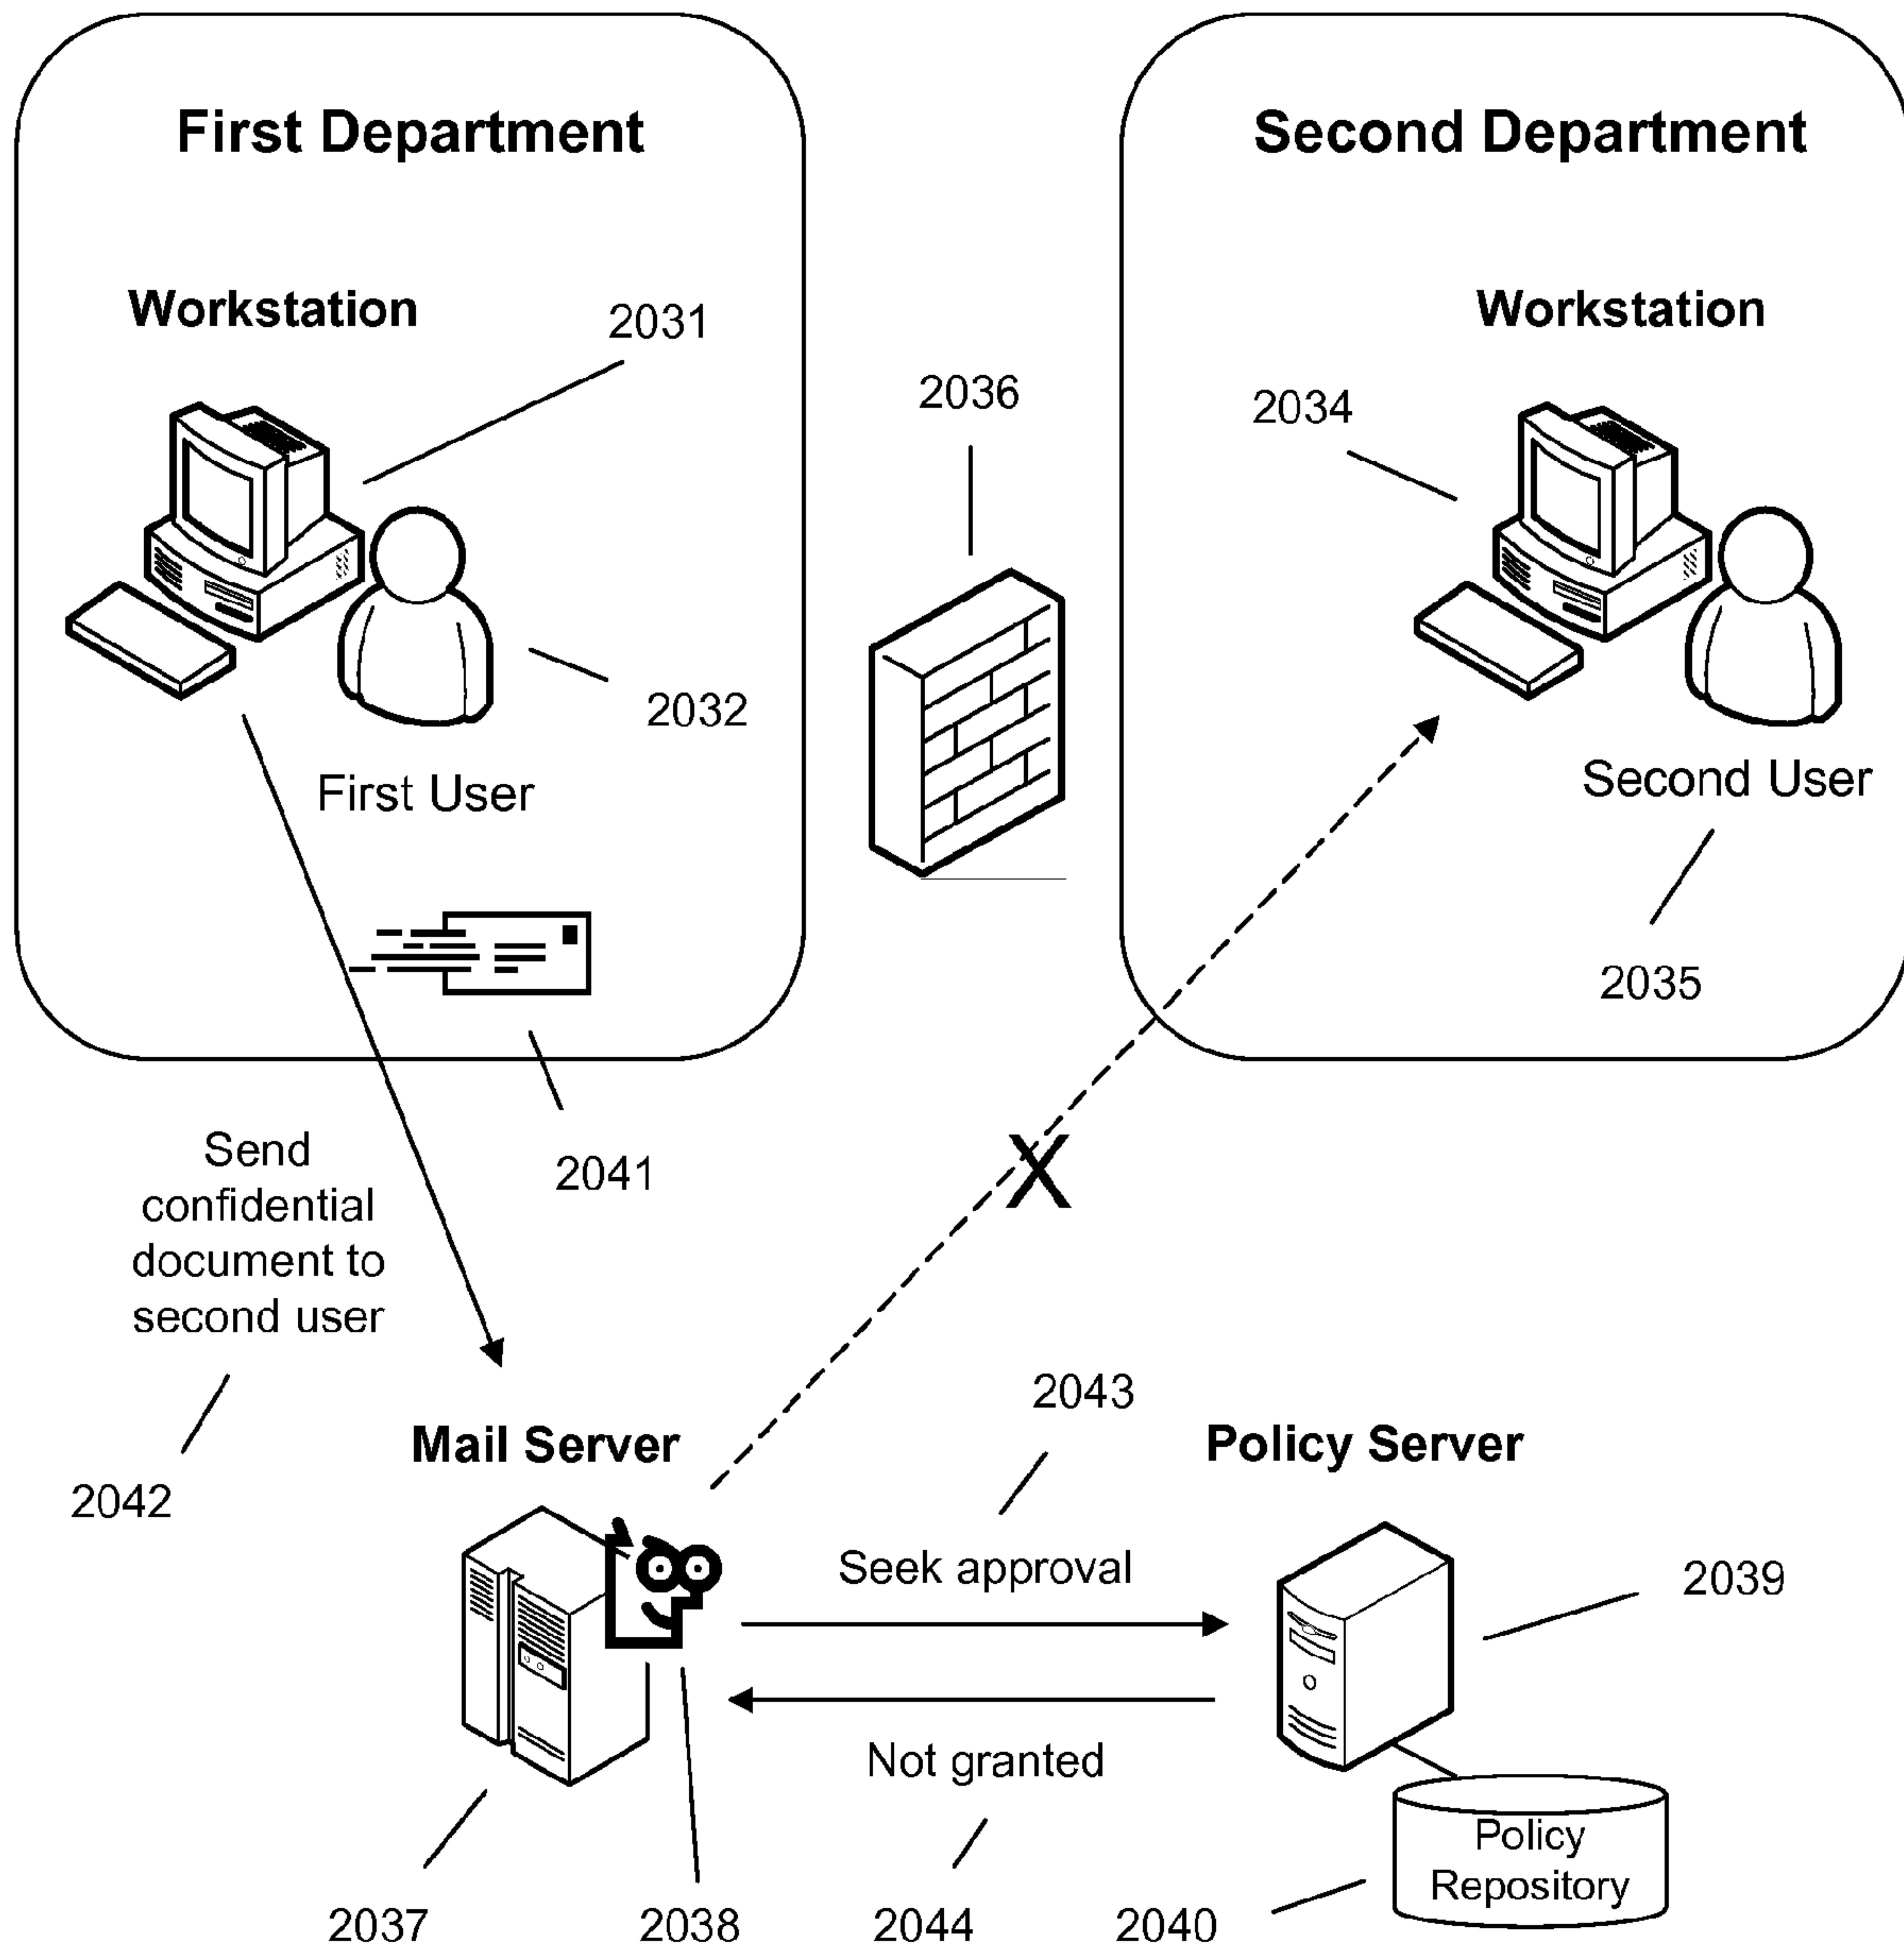 First Department
Second Department
Workstation
2031
Workstation
2036
2034
2032
First User
Second User
2035
2041
Send
confidential
document to
second user
X
2043
Mail Server
Policy Server
2042
Seek approval
2039
Not granted
Policy
Repository
2037
2038
2044
2040